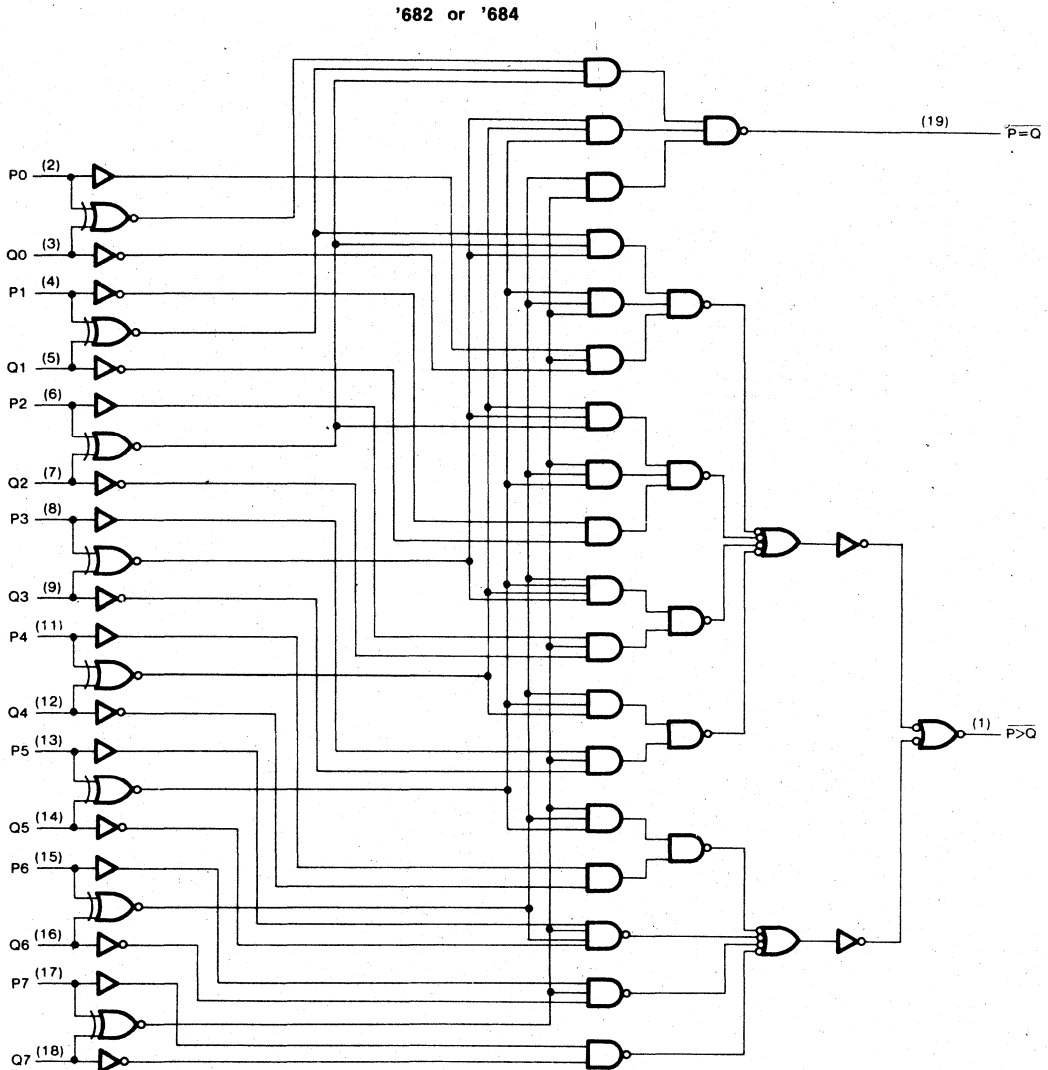 '682 or '684
(19)
P=Q
P0 (2)
Q0 (3)
P1 (4)
Q1 (5)
P2 (6)
Q2 (7)
P3 (8)
Q3 (9)
P4 (11)
Q4 (12)
P5 (13)
Q5 (14)
P6 (15)
Q6 (16)
P7 (17)
Q7 (18)
(1)
P>Q